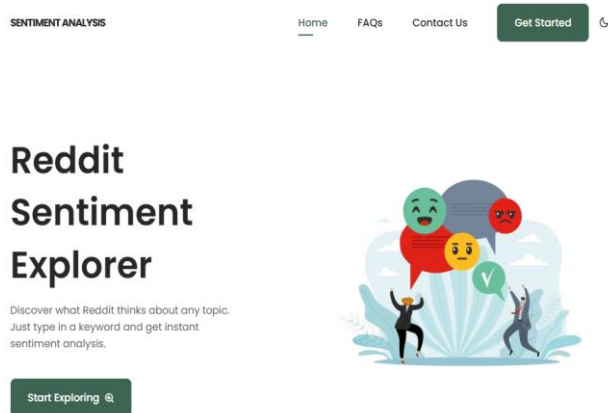 SENTIMENT ANALYSIS
Home FAQs Contact Us Get Started
Reddit
Sentiment
Explorer
Discover what Reddit thinks about any topic.
Just type in a keyword and get instant
sentiment analysis.
Start Exploring